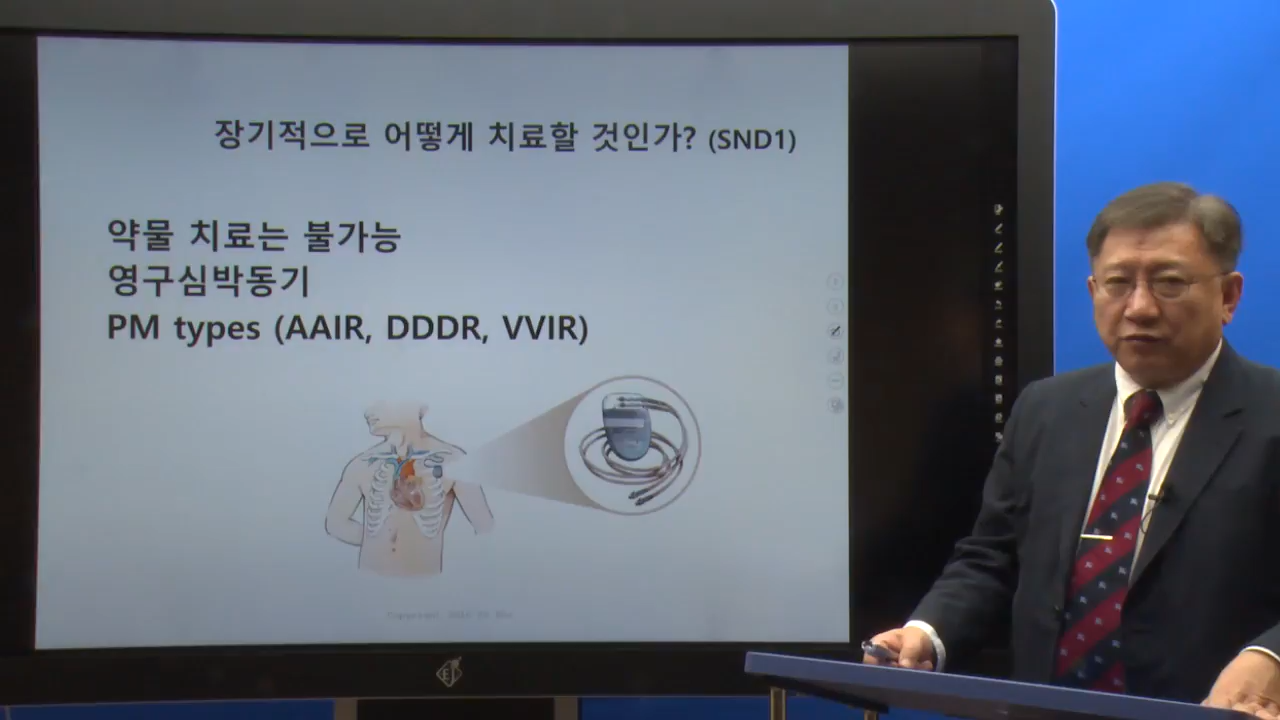 장기적으로 어떻게 치료할 것인가? (SND1)
약물 치료는 불가능
영구심박동기
PM types (AAIR, DDDR, VVIR)